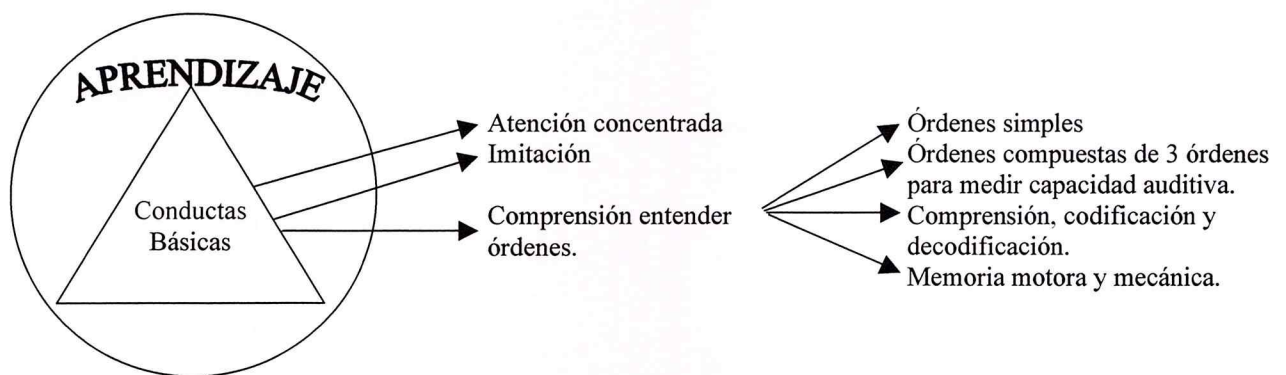 APRENDIZAJE
Conductas
Básicas
Atención concentrada
Imitación
Comprensión entender
órdenes.
Órdenes simples
Órdenes compuestas de 3 órdenes
para medir capacidad auditiva.
Comprensión, codificación y
decodificación.
Memoria motora y mecánica.